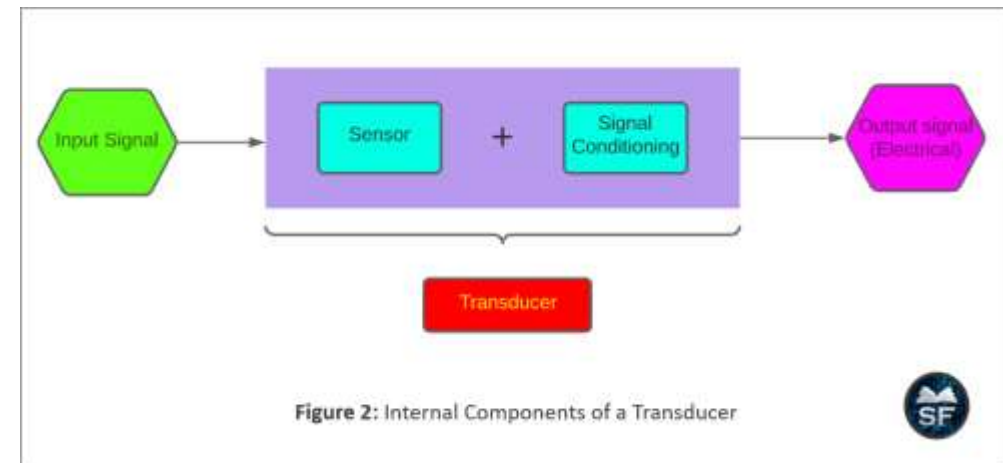 Input Signal
Sensor
+
Signal
Conditioning
Output signal
(Electrical)
Transducer
Figure 2: Internal Components of a Transducer
SF